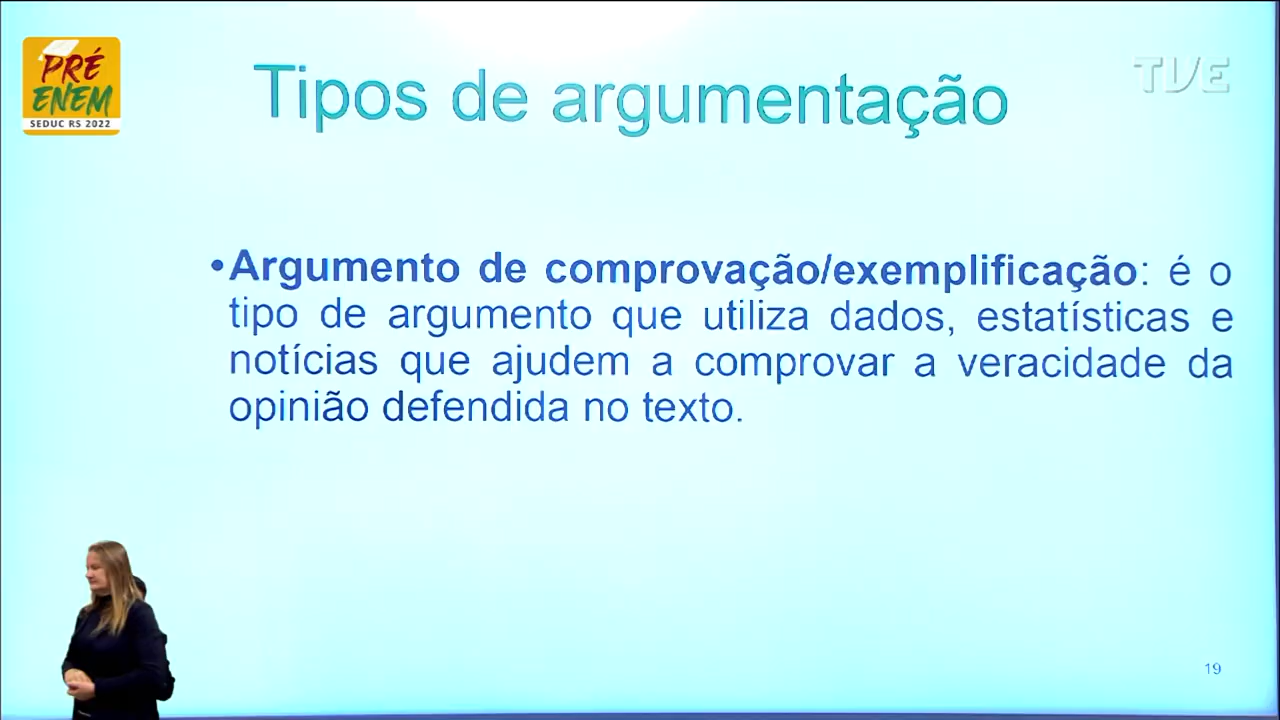 PRÉ
ENEM
SEDUC RS 2022
Tipos de argumentação
TVE
•Argumento de comprovação/exemplificação: é o
tipo de argumento que utiliza dados, estatísticas e
notícias que ajudem a comprovar a veracidade da
opinião defendida no texto.
19